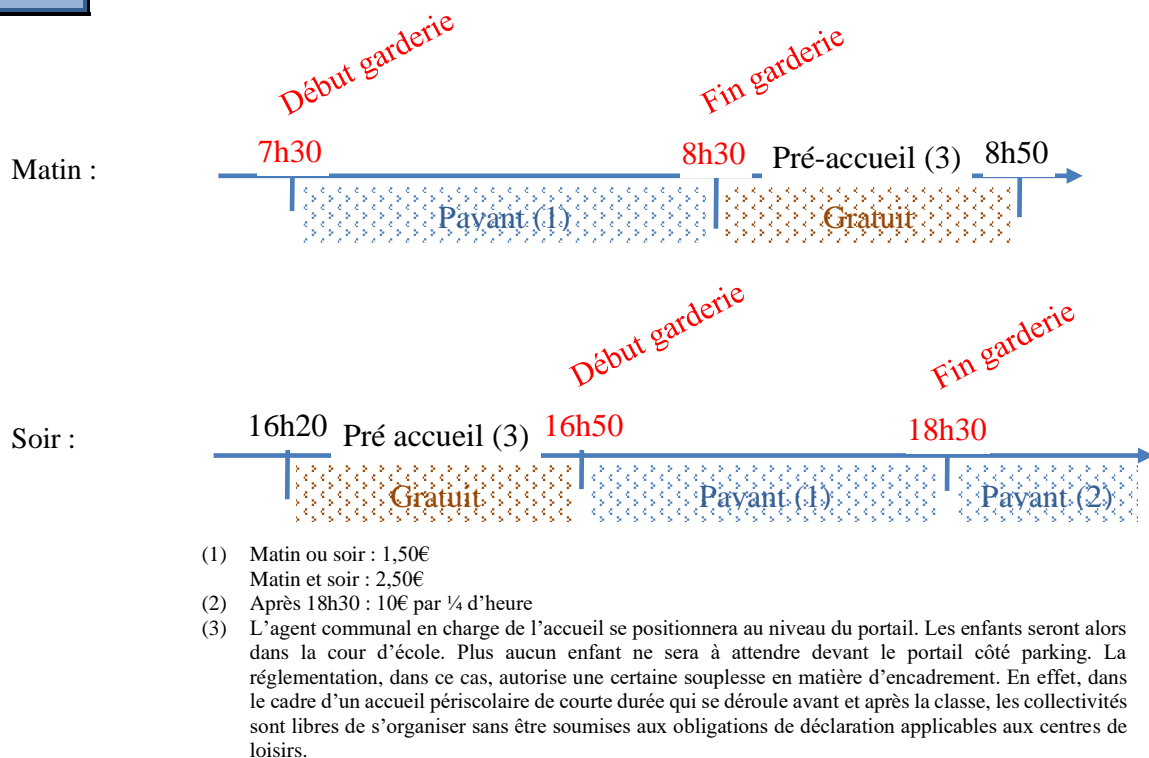 Début garderie
Fin garderie
7h30
8h30
Pré-accueil (3)
8h50
Matin :
Payant (1)
Gratuit
Début garderie
Fin garderie
16h20
Pré accueil (3)
16h50
18h30
Soir :
Gratuit
Payant (1)
Payant (2)
(1) Matin ou soir : 1,50€
Matin et soir : 2,50€
(2) Après 18h30 : 10€ par ¼ d’heure
(3) L’agent communal en charge de l’accueil se positionnera au niveau du portail. Les enfants seront alors
dans la cour d’école. Plus aucun enfant ne sera à attendre devant le portail côté parking. La
réglementation, dans ce cas, autorise une certaine souplesse en matière d’encadrement. En effet, dans
le cadre d’un accueil périscolaire de courte durée qui se déroule avant et après la classe, les collectivités
sont libres de s’organiser sans être soumises aux obligations de déclaration applicables aux centres de
loisirs.